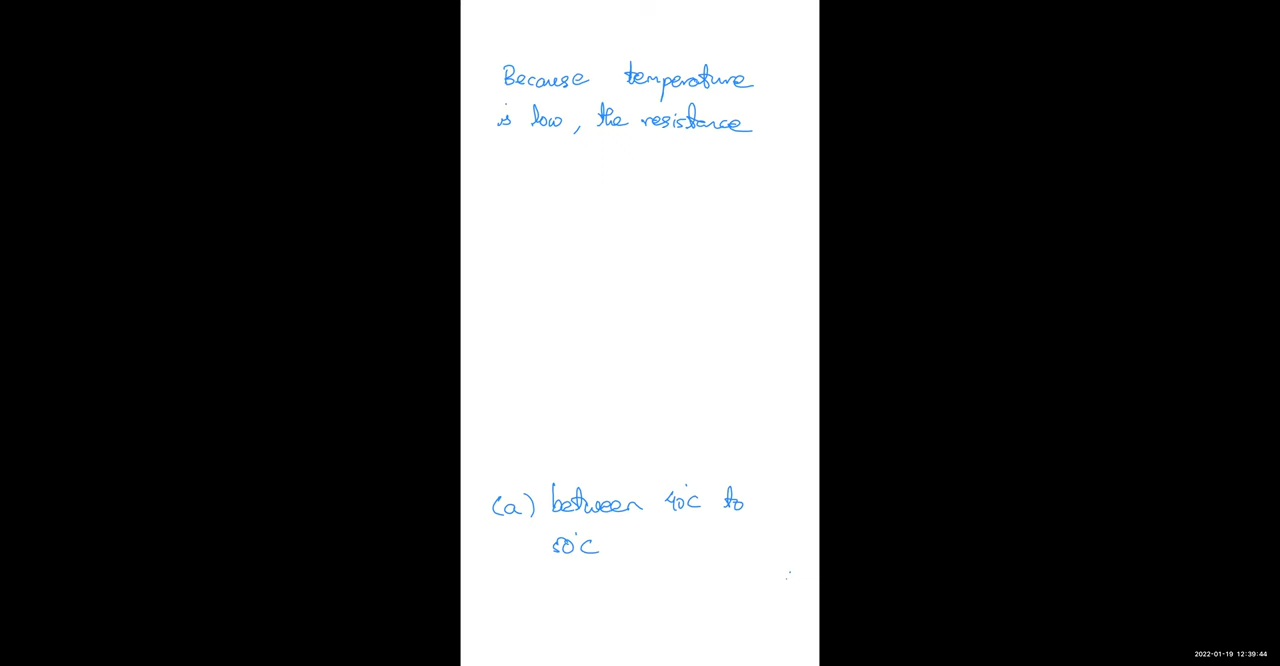 Because temperature
is low, the resistance
(a) between 40°C to
50°C
2022-01-19 12:39:44